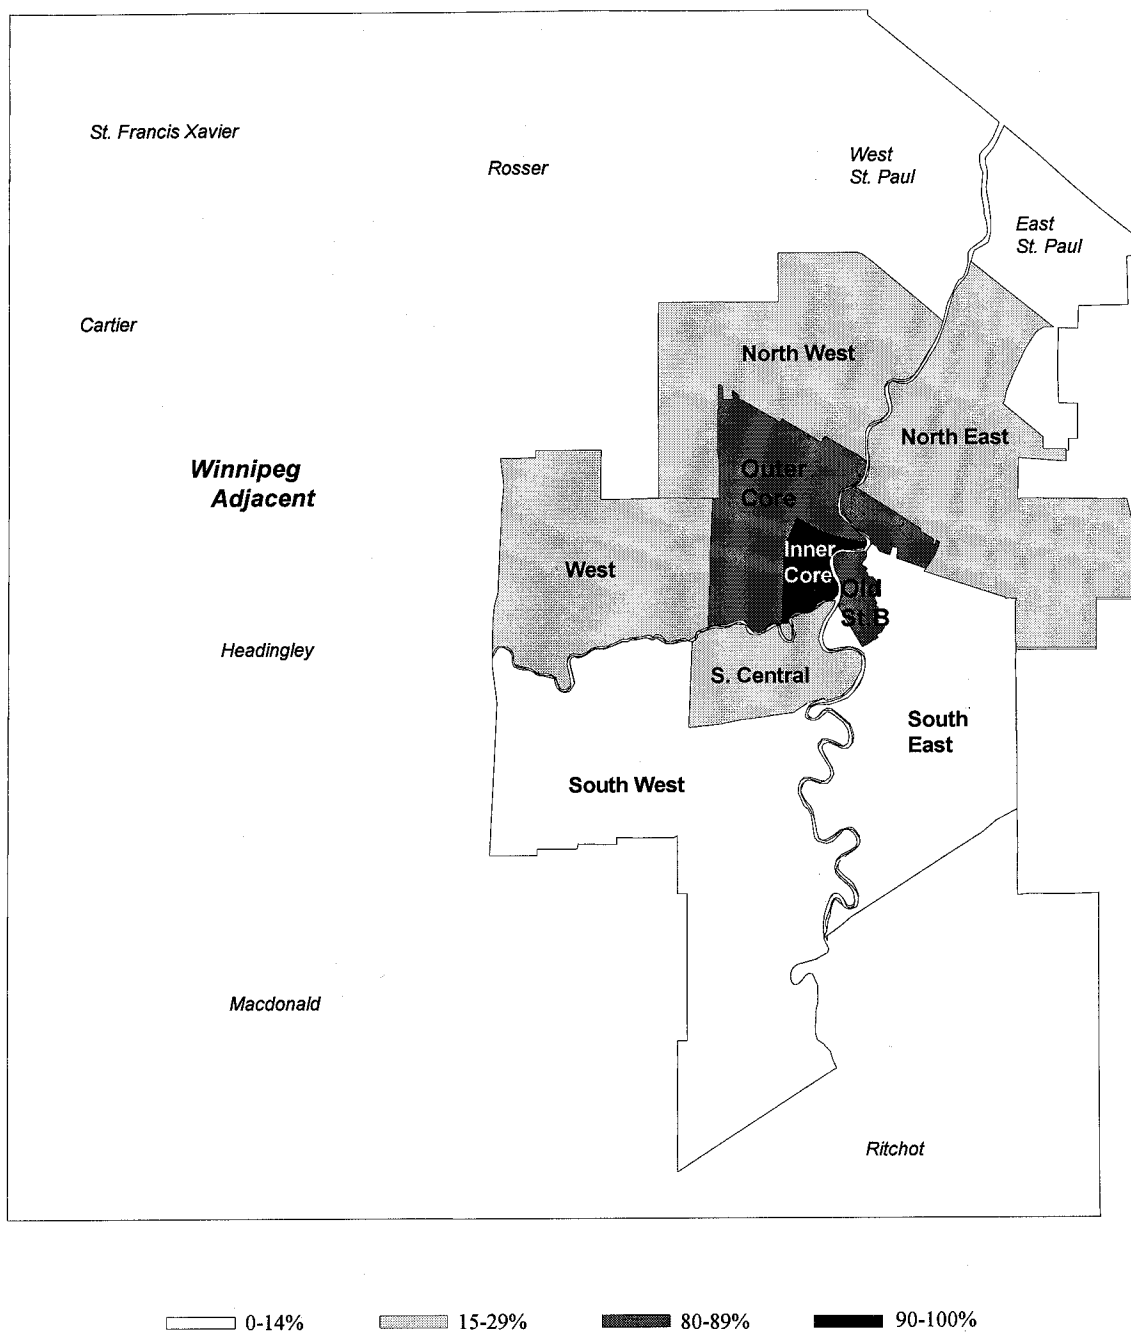 St. Francis Xavier
Rosser
West
St. Paul
East
St. Paul
Cartier
North West
North East
Winnipeg
Adjacent
Outer
Core
Inner
Core
West
Old
St.B
Headingley
S. Central
South
East
South West
Macdonald
Ritchot
0-14%
15-29%
80-89%
90-100%